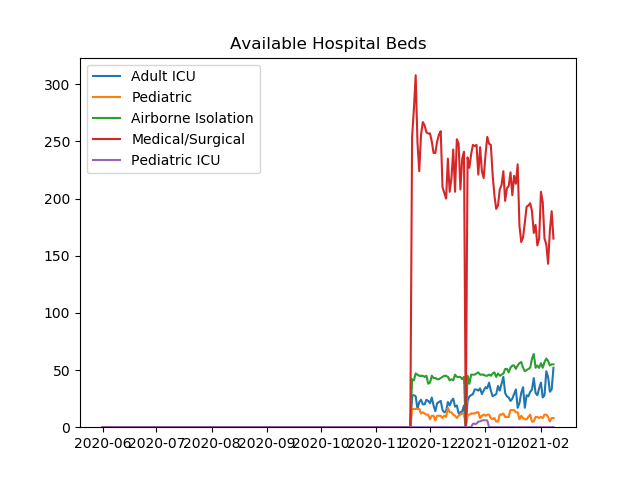 Available Hospital Beds
Adult ICU
Pediatric
Airborne Isolation
Medical/Surgical
Pediatric ICU
300
250
200
150
100
50
0
2020-06 2020-07 2020-08 2020-09 2020-10 2020-11 2020-12 2021-01 2021-02